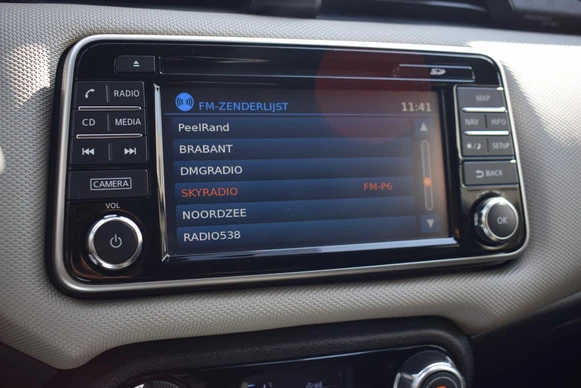 RADIO
CD
MEDIA
CAMERA
VOL
FM-ZENDERLIJST
11:41
PeelRand
BRABANT
DMGRADIO
SKYRADIO
FM-P6
NOORDZEE
RADIO538
SD
MAP
NAV
INFO
SETUP
BACK
OK